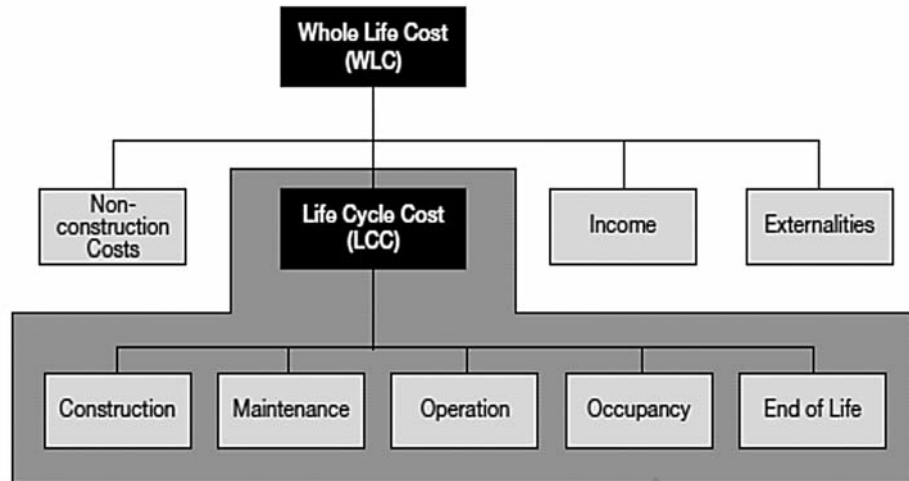 Whole Life Cost
(WLC)
Non-
construction
Costs
Life Cycle Cost
(LCC)
Income
Externalities
Construction
Maintenance
Operation
Occupancy
End of Life